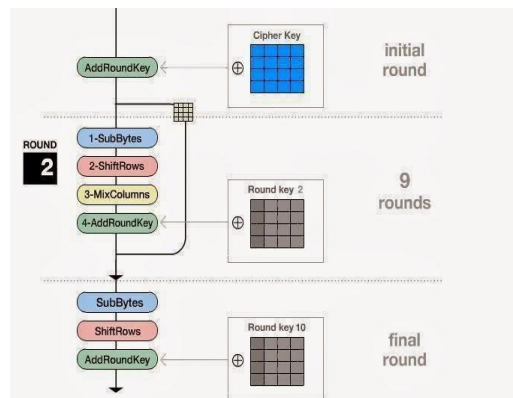 Cipher Key
AddRoundKey
initial
round
ROUND
2
1-SubBytes
2-ShiftRows
3-MixColumns
4-AddRoundKey
Round key 2
9
rounds
SubBytes
ShiftRows
AddRoundKey
Round key 10
final
round